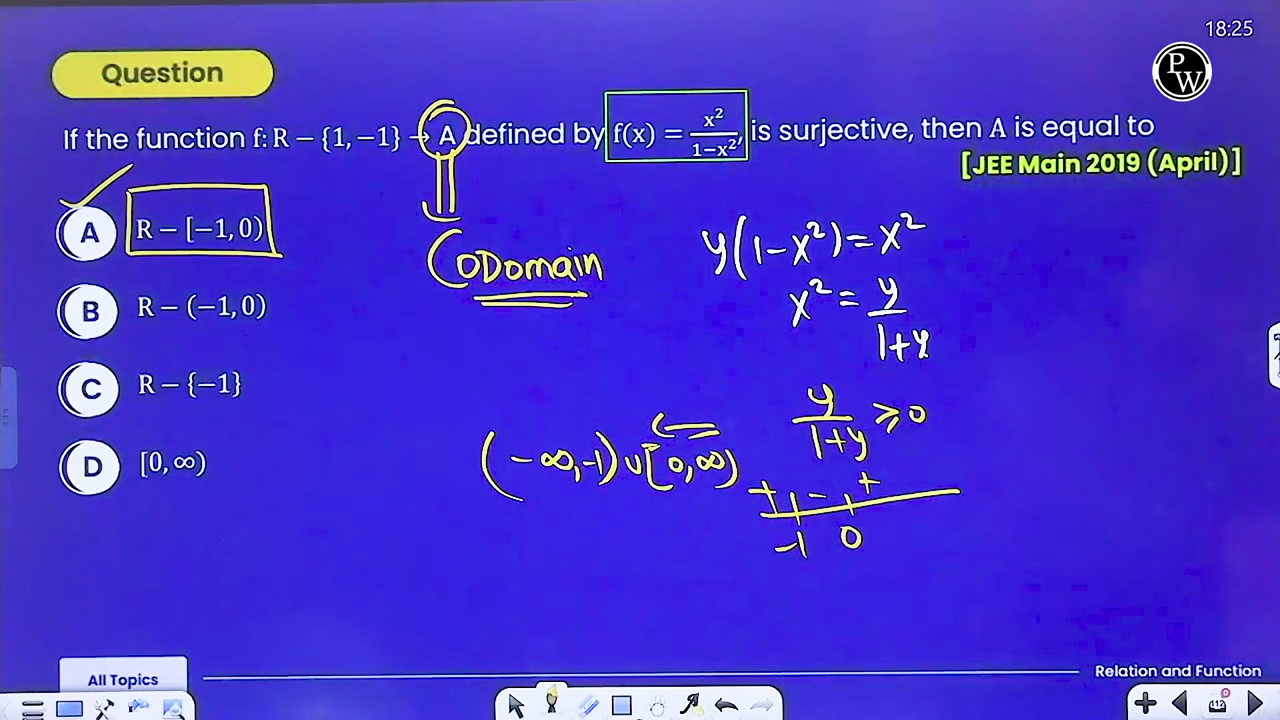 18:25
Question
PW
If the function f: R − {1, −1} → A defined by f(x) = x²/1−x², is surjective, then A is equal to
[JEE Main 2019 (April)]
A R − [−1, 0)
B R − (−1, 0)
C R − {−1}
D [0, ∞)
CODomain
y(1−x²)=x²
x² = y/1+y
y/1+y ≥ 0
(−∞,−1)∪[0,∞)
+ − +
−1 0
All Topics
Relation and Function
112